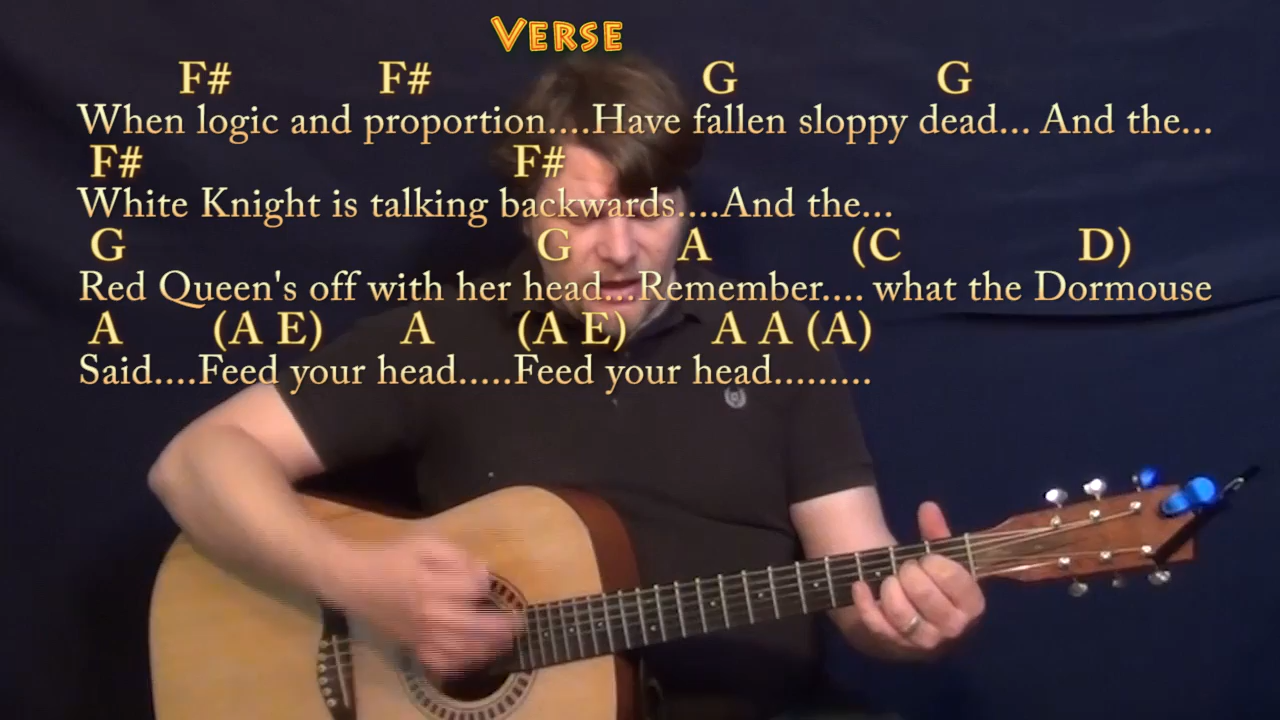 VERSE
F# F# G G
When logic and proportion....Have fallen sloppy dead... And the...
F# F#
White Knight is talking backwards....And the...
G G A (C D)
Red Queen's off with her head...Remember.... what the Dormouse
A (A E) A (A E) A A (A)
Said....Feed your head.....Feed your head.........